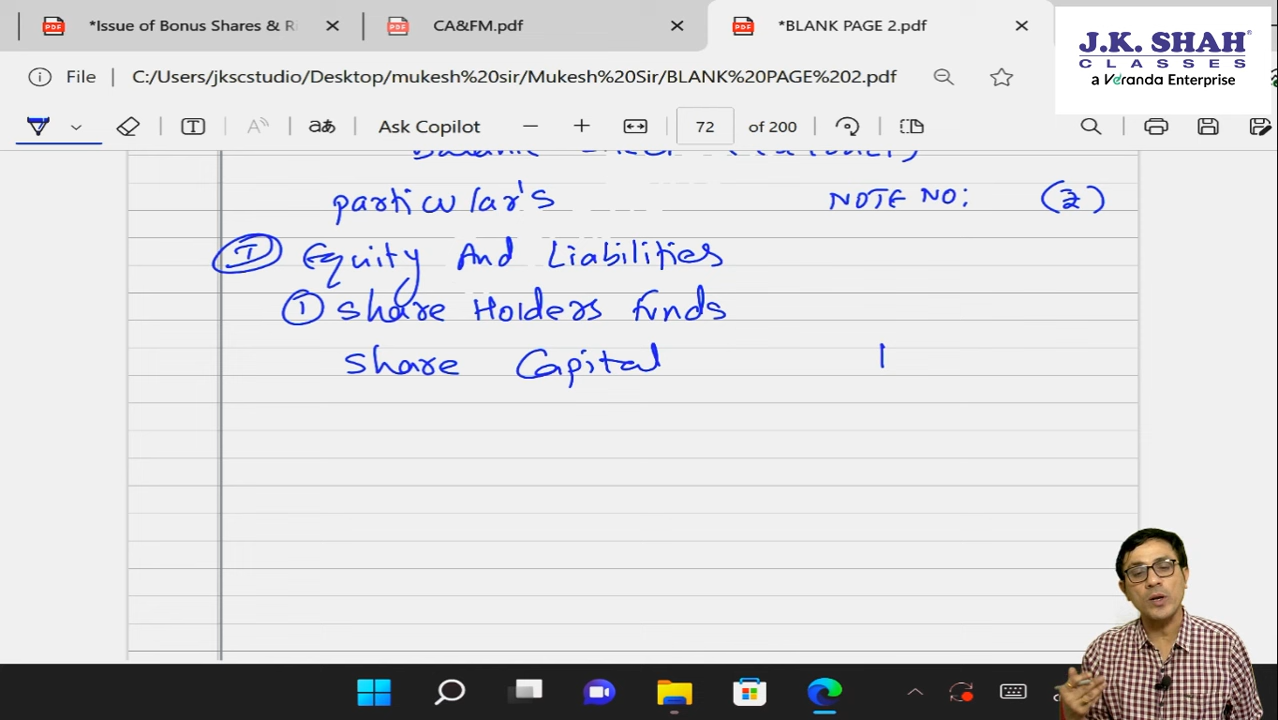 *Issue of Bonus Shares & Ri
CA&FM.pdf
*BLANK PAGE 2.pdf
J.K. SHAH®
CLASSES
a Veranda Enterprise
File C:/Users/jkscstudio/Desktop/mukesh%20sir/Mukesh%20Sir/BLANK%20PAGE%202.pdf
Ask Copilot 72 of 200
particular's NOTE NO: (₹)
I Equity And Liabilities
1 Share Holders funds
Share Capital 1